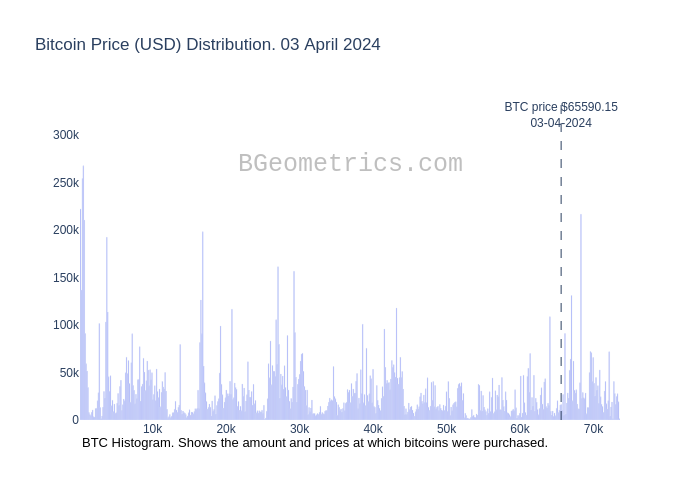 Bitcoin Price (USD) Distribution. 03 April 2024
BTC price $65590.15
03-04-2024
300k
BGeometrics.com
250k
200k
150k
100k
50k
0
10k 20k 30k 40k 50k 60k 70k
BTC Histogram. Shows the amount and prices at which bitcoins were purchased.